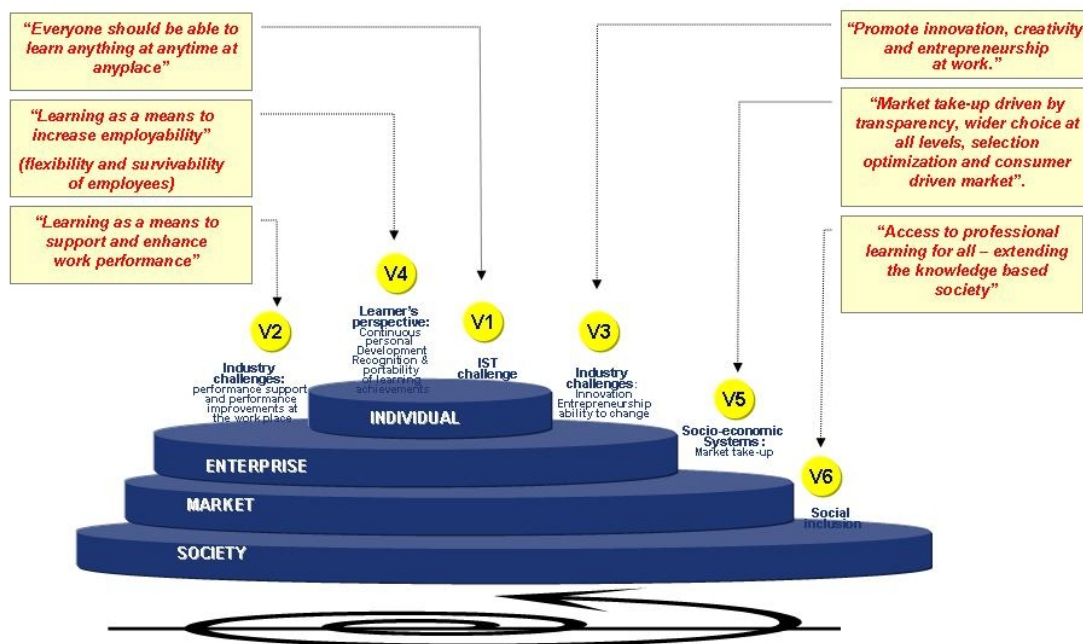 “Everyone should be able to
learn anything at anytime at
anyplace”
“Learning as a means to
increase employability”
(flexibility and survivability
of employees)
“Learning as a means to
support and enhance
work performance”
“Promote innovation, creativity
and entrepreneurship
at work.”
“Market take-up driven by
transparency, wider choice at
all levels, selection
optimization and consumer
driven market”.
“Access to professional
learning for all – extending
the knowledge based
society”
V2
Industry
challenges:
performance support
and performance
improvements at
the work place
V4
Learner's
perspective:
Continuous
personal
Development
Recognition &
portability
of learning
achievements
V1
IST
challenge
V3
Industry
challenges:
Innovation
Entrepreneurship
ability to change
V5
Socio-economic
Systems :
Market take-up
V6
Social
inclusion
INDIVIDUAL
ENTERPRISE
MARKET
SOCIETY